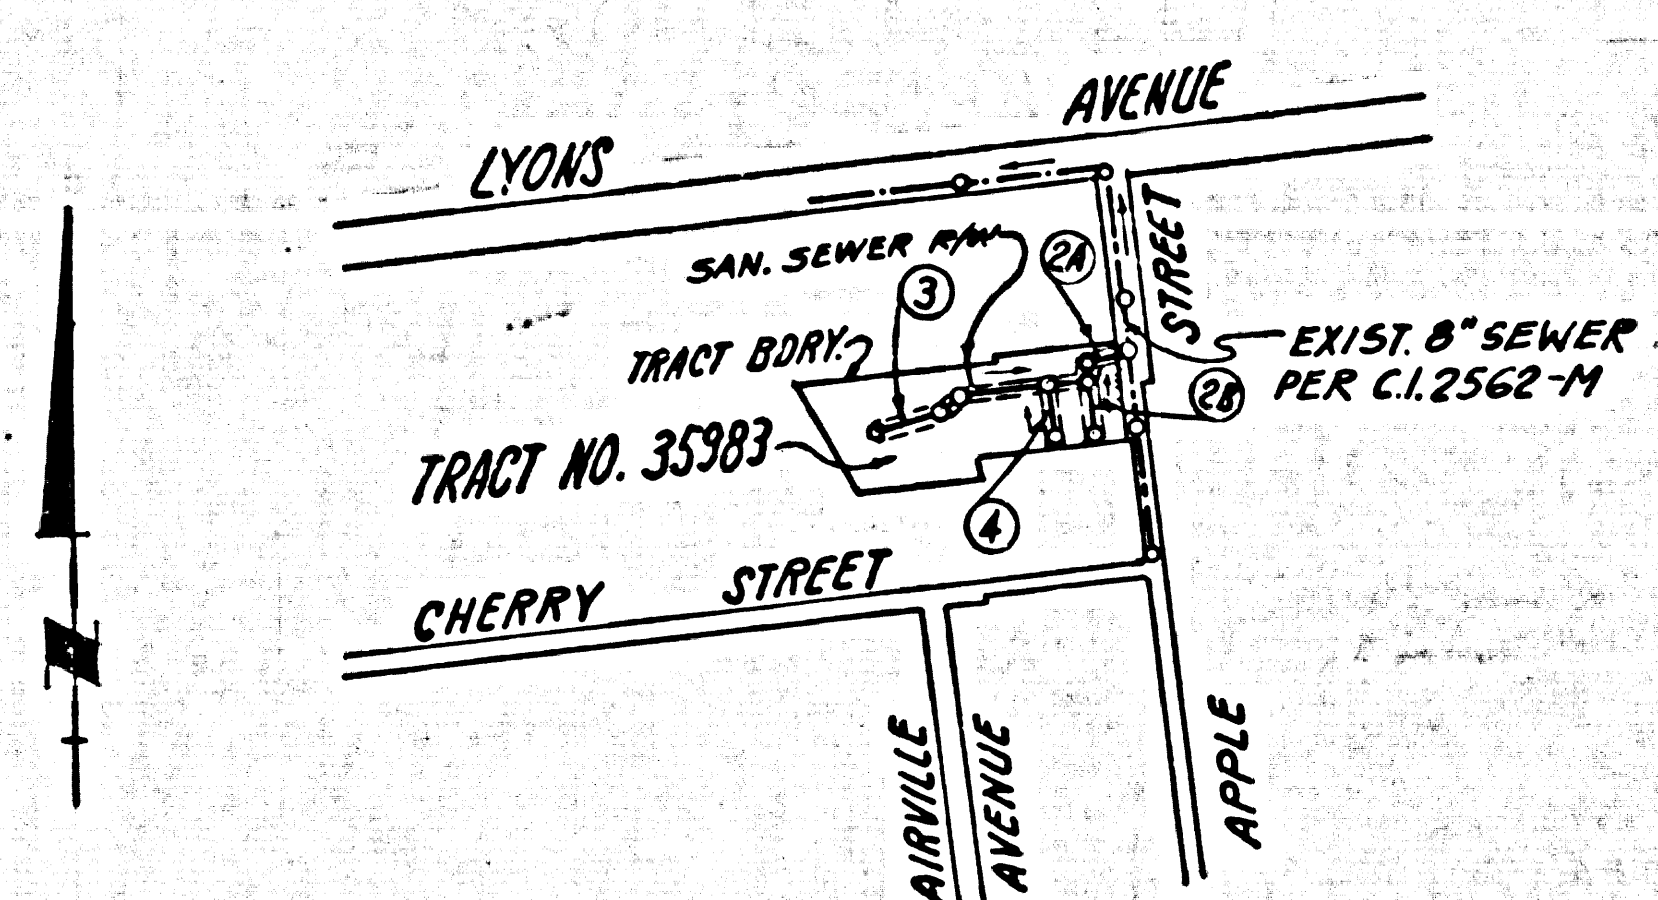 LYONS AVENUE
SAN. SEWER R/W
2A
3
STREET
TRACT BDRY.
EXIST. 8" SEWER
PER C.I. 2562-M
2B
TRACT NO. 35983
4
CHERRY STREET
AIRVILLE
AVENUE
APPLE
N